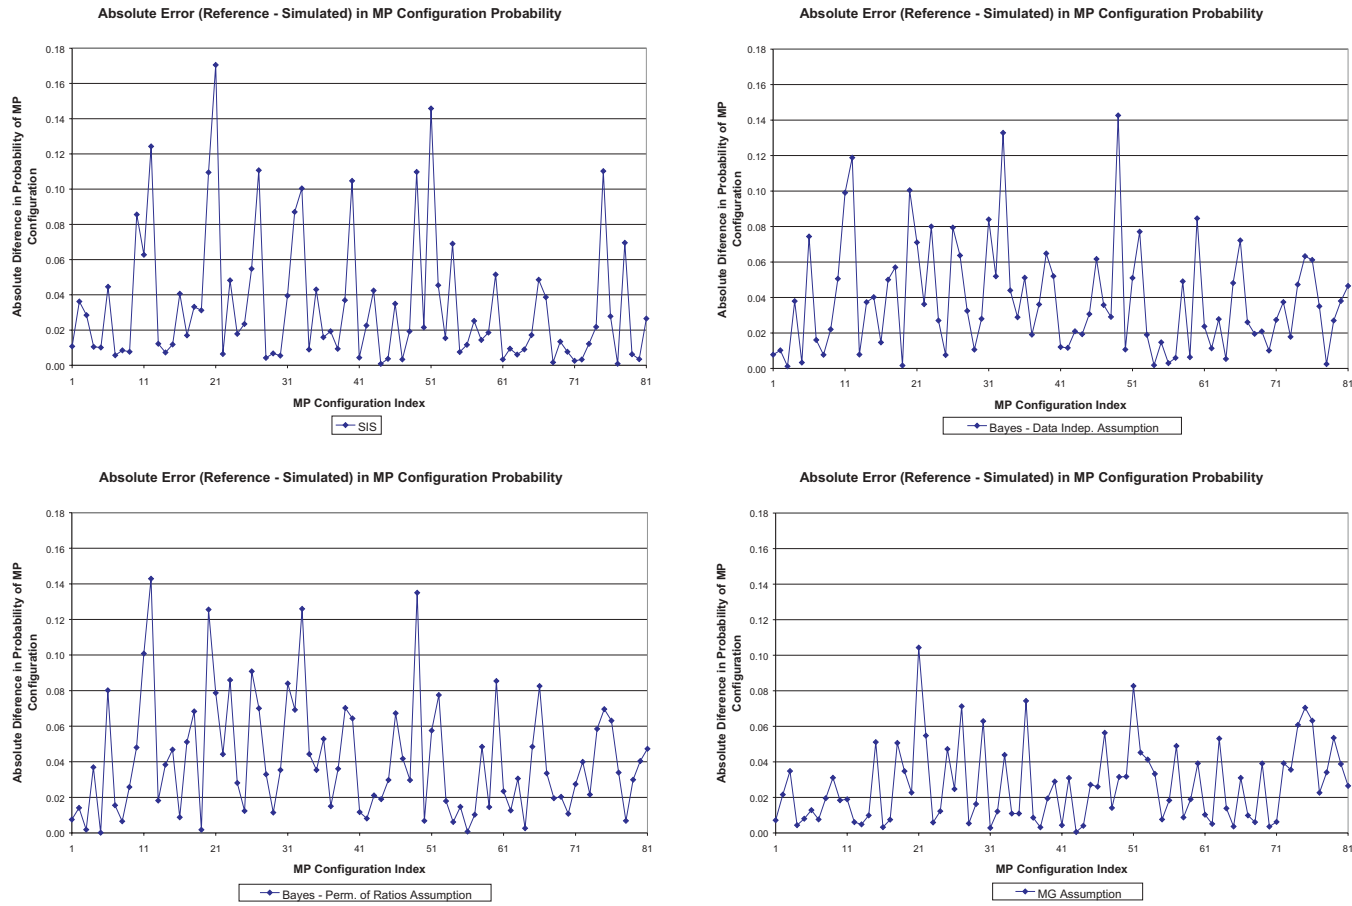 Absolute Error (Reference - Simulated) in MP Configuration Probability
0.18
0.16
0.14
0.12
0.10
0.08
0.06
0.04
0.02
0.00
Absolute Diference in Probability of MP
Configuration
1 11 21 31 41 51 61 71 81
MP Configuration Index
SIS
Absolute Error (Reference - Simulated) in MP Configuration Probability
0.18
0.16
0.14
0.12
0.10
0.08
0.06
0.04
0.02
0.00
Absolute Diference in Probability of MP
Configuration
1 11 21 31 41 51 61 71 81
MP Configuration Index
Bayes - Data Indep. Assumption
Absolute Error (Reference - Simulated) in MP Configuration Probability
0.18
0.16
0.14
0.12
0.10
0.08
0.06
0.04
0.02
0.00
Absolute Diference in Probability of MP
Configuration
1 11 21 31 41 51 61 71 81
MP Configuration Index
Bayes - Perm. of Ratios Assumption
Absolute Error (Reference - Simulated) in MP Configuration Probability
0.18
0.16
0.14
0.12
0.10
0.08
0.06
0.04
0.02
0.00
Absolute Diference in Probability of MP
Configuration
1 11 21 31 41 51 61 71 81
MP Configuration Index
MG Assumption